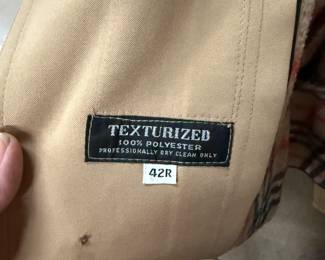 TEXTURIZED
100% POLYESTER
PROFESSIONALLY DRY CLEAN ONLY
42R